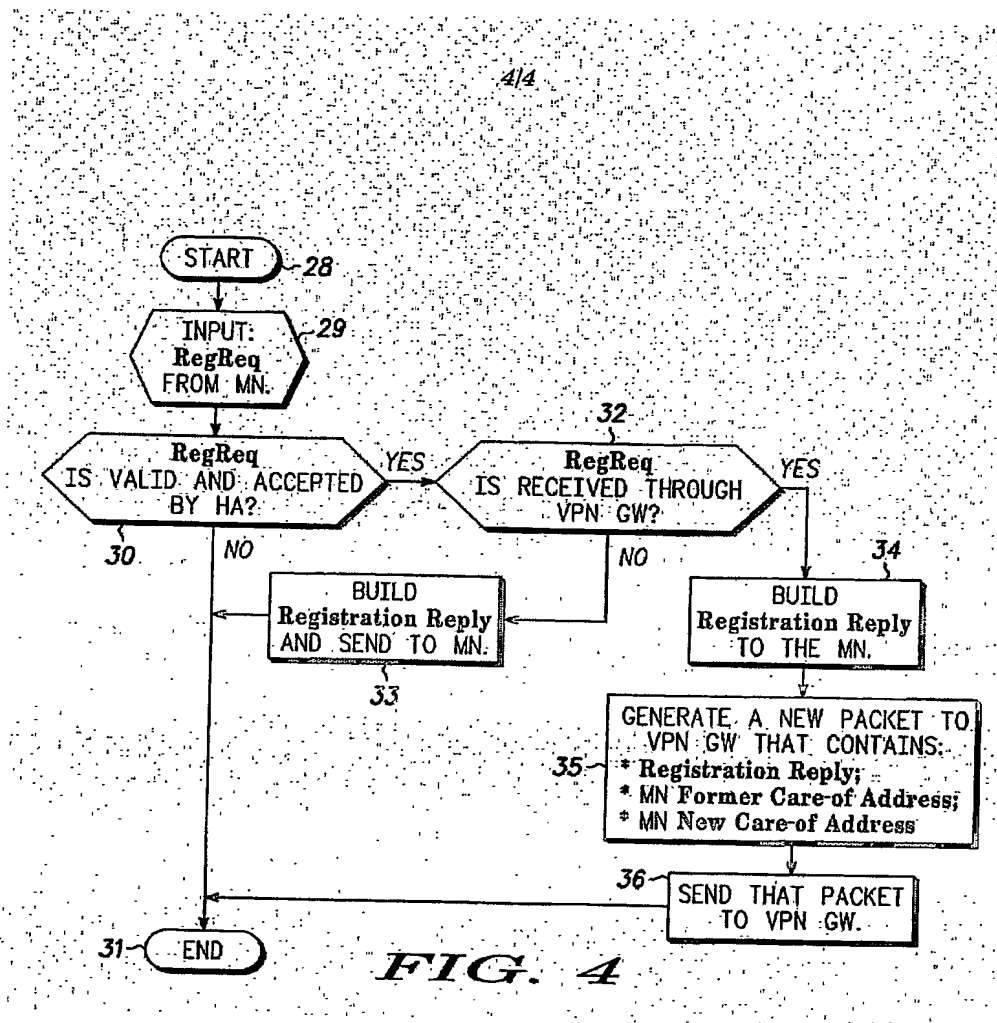 4/4
START
28
INPUT:
RegReq
FROM MN.
29
RegReq
IS VALID AND ACCEPTED
BY HA?
30
YES
NO
32
RegReq
IS RECEIVED THROUGH
VPN GW?
YES
NO
BUILD
Registration Reply
AND SEND TO MN.
33
34
BUILD
Registration Reply
TO THE MN.
GENERATE A NEW PACKET TO
VPN GW THAT CONTAINS:
* Registration Reply;
* MN Former Care-of Address;
* MN New Care-of Address
35
36
SEND THAT PACKET
TO VPN GW.
31
END
FIG. 4